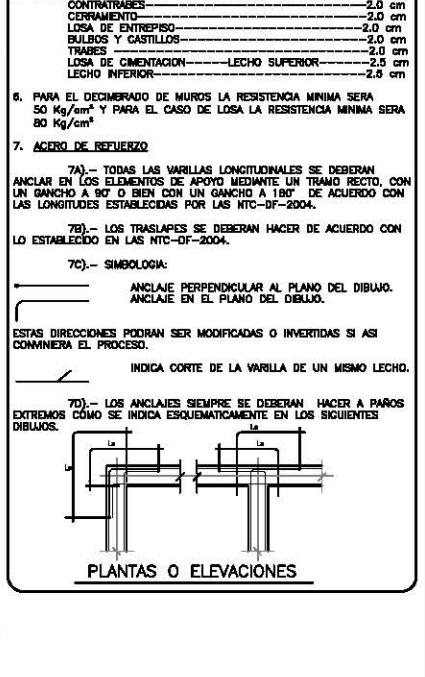 CONTRATRABES-----------------------------------2.0 cm
CERRAMIENTO------------------------------------2.0 cm
LOSA DE ENTREPISO------------------------------2.0 cm
BULBOS Y CASTILLOS-----------------------------2.0 cm
TRABES -----------------------------------------2.0 cm
LOSA DE CIMENTACION------LECHO SUPERIOR--------2.5 cm
LECHO INFERIOR---------------------------------2.5 cm
6. PARA EL DECIMBRADO DE MUROS LA RESISTENCIA MINIMA SERA
50 Kg/cm² Y PARA EL CASO DE LOSA LA RESISTENCIA MINIMA SERA
80 Kg/cm²
7. ACERO DE REFUERZO
7A).- TODAS LAS VARILLAS LONGITUDINALES SE DEBERAN
ANCLAR EN LOS ELEMENTOS DE APOYO MEDIANTE UN TRAMO RECTO, CON
UN GANCHO A 90° O BIEN CON UN GANCHO A 180° DE ACUERDO CON
LAS LONGITUDES ESTABLECIDAS POR LAS NTC-DF-2004.
7B).- LOS TRASLAPES SE DEBERAN HACER DE ACUERDO CON
LO ESTABLECIDO EN LAS NTC-DF-2004.
7C).- SIMBOLOGIA:
ANCLAJE PERPENDICULAR AL PLANO DEL DIBUJO.
ANCLAJE EN EL PLANO DEL DIBUJO.
ESTAS DIRECCIONES PODRAN SER MODIFICADAS O INVERTIDAS SI ASI
CONVINIERA EL PROCESO.
INDICA CORTE DE LA VARILLA DE UN MISMO LECHO.
7D).- LOS ANCLAJES SIEMPRE SE DEBERAN HACER A PAÑOS
EXTREMOS COMO SE INDICA ESQUEMATICAMENTE EN LOS SIGUIENTES
DIBUJOS.
La
La
La
La
PLANTAS O ELEVACIONES